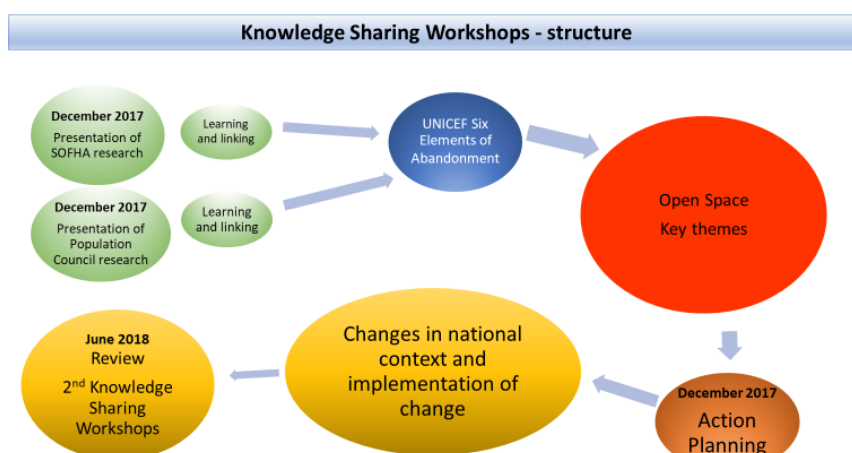 Knowledge Sharing Workshops - structure
December 2017
Presentation of
SOFHA research
Learning
and linking
UNICEF Six
Elements of
Abandonment
December 2017
Presentation of
Population
Council research
Learning
and linking
Open Space
Key themes
December 2017
Action
Planning
Changes in national
context and
implementation of
change
June 2018
Review
2nd Knowledge
Sharing
Workshops